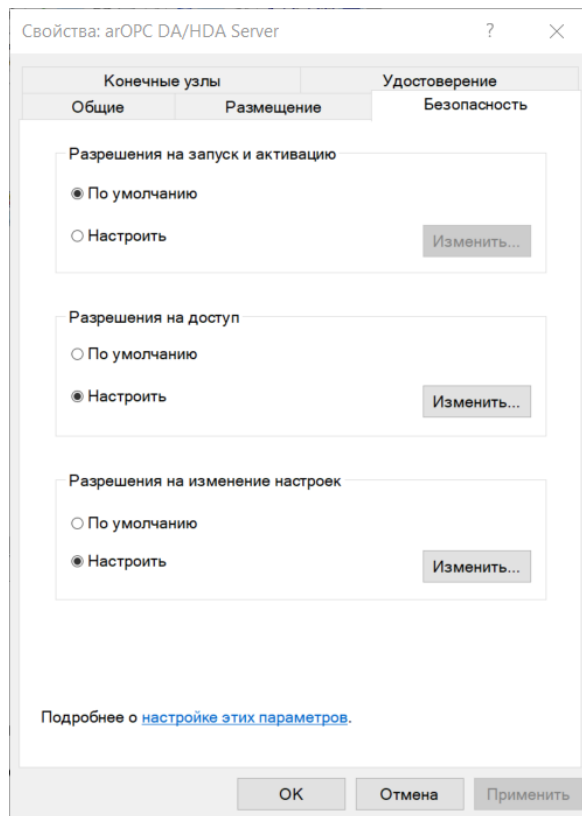 Свойства: arOPC DA/HDA Server
?
Конечные узлы
Удостоверение
Общие
Размещение
Безопасность
Разрешения на запуск и активацию
По умолчанию
Настроить
Изменить...
Разрешения на доступ
По умолчанию
Настроить
Изменить...
Разрешения на изменение настроек
По умолчанию
Настроить
Изменить...
Подробнее о настройке этих параметров.
OK
Отмена
Применить